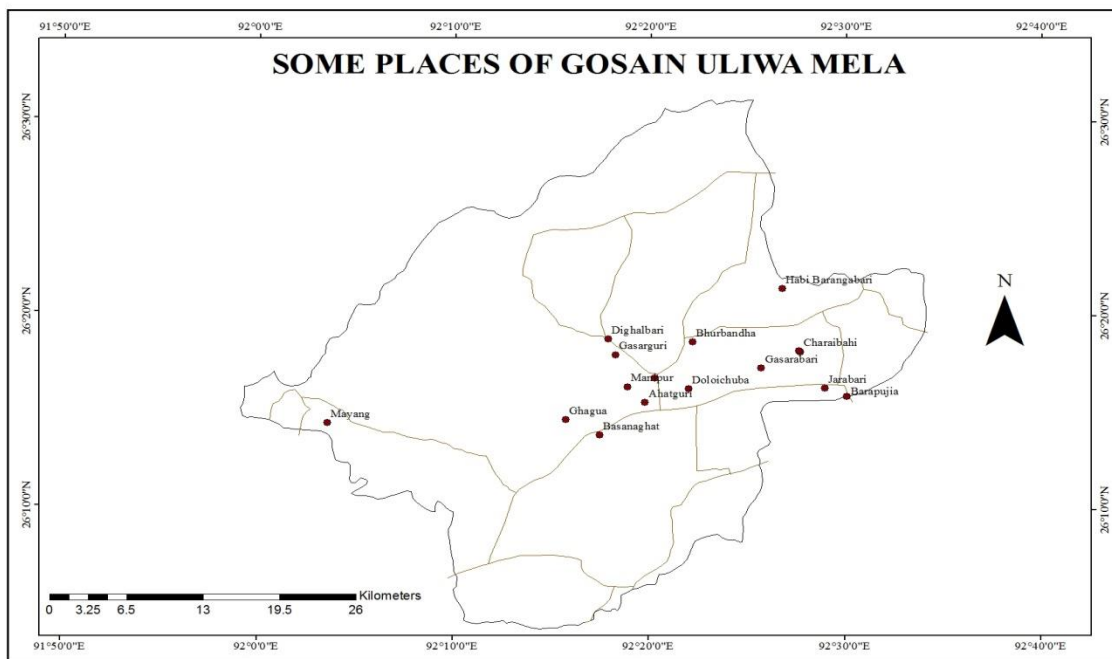 91°50'0"E 92°0'0"E 92°10'0"E 92°20'0"E 92°30'0"E 92°40'0"E
SOME PLACES OF GOSAIN ULIWA MELA
26°30'0"N
26°30'0"N
Habi Barangabari
N
26°20'0"N
26°20'0"N
Dighalbari
Bhurbandha
Gasarguri
Charaibahi
Gasarabari
Manipur
Doloichuba
Jarabari
Ahatguri
Barapujia
Mayang
Ghagua
Basanaghat
26°10'0"N
26°10'0"N
Kilometers
0 3.25 6.5 13 19.5 26
91°50'0"E 92°0'0"E 92°10'0"E 92°20'0"E 92°30'0"E 92°40'0"E